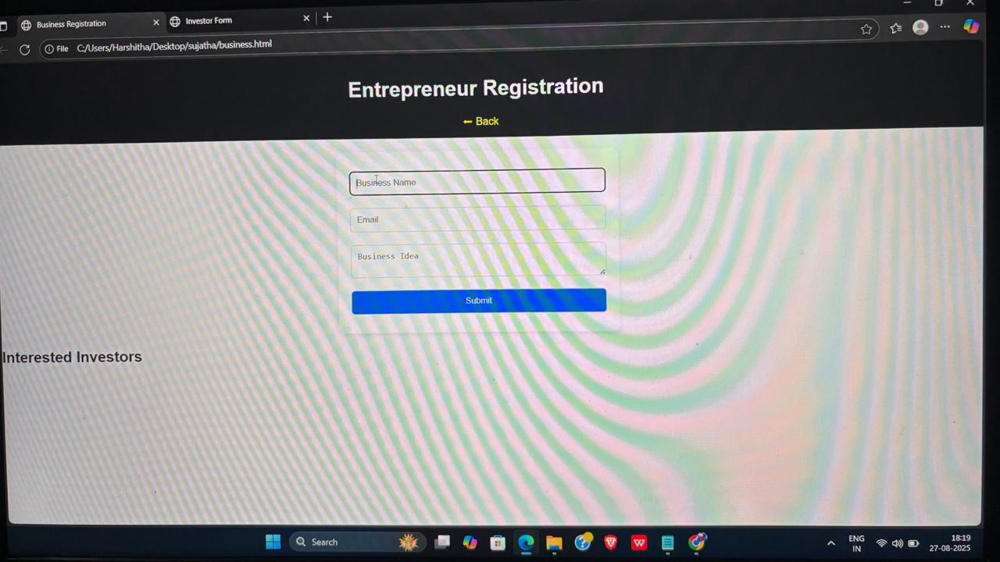 Business Registration
Investor Form
File C:/Users/Harshitha/Desktop/sujatha/business.html
Entrepreneur Registration
Back
Business Name
Email
Business Idea
Submit
Interested Investors
Search
ENG
IN
18:19
27-08-2025